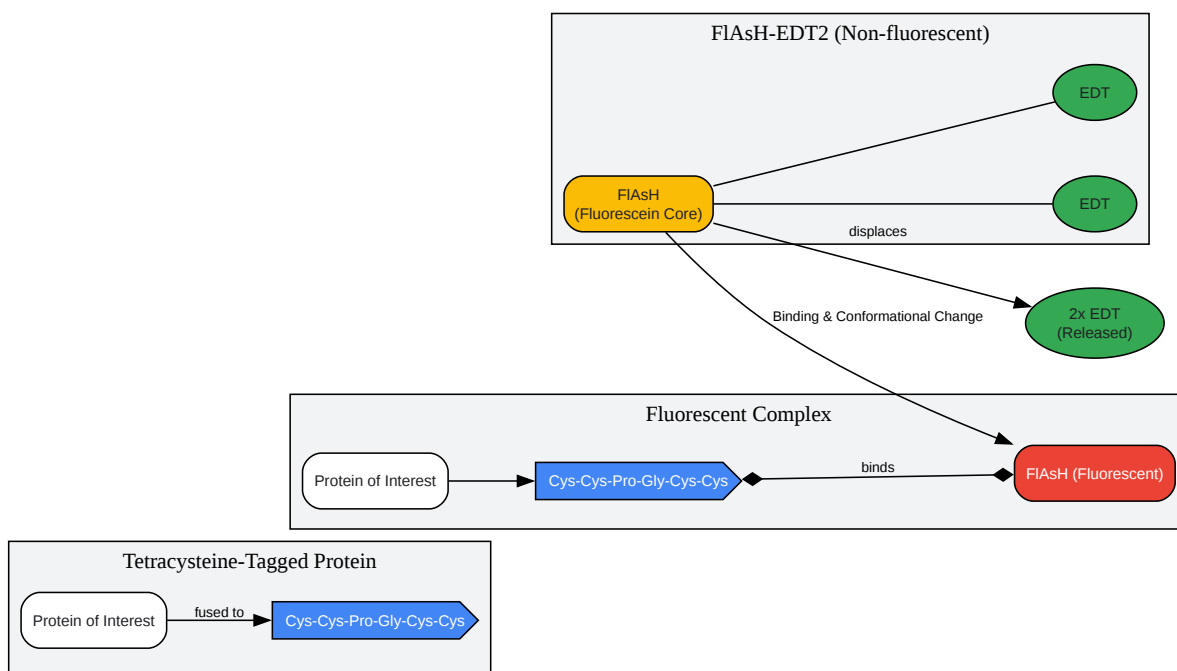 FlAsH-EDT2 (Non-fluorescent)
EDT
FlAsH
(Fluorescein Core)
EDT
displaces
2x EDT
(Released)
Binding & Conformational Change
Fluorescent Complex
Protein of Interest
Cys-Cys-Pro-Gly-Cys-Cys
binds
FlAsH (Fluorescent)
Tetracysteine-Tagged Protein
Protein of Interest
fused to
Cys-Cys-Pro-Gly-Cys-Cys